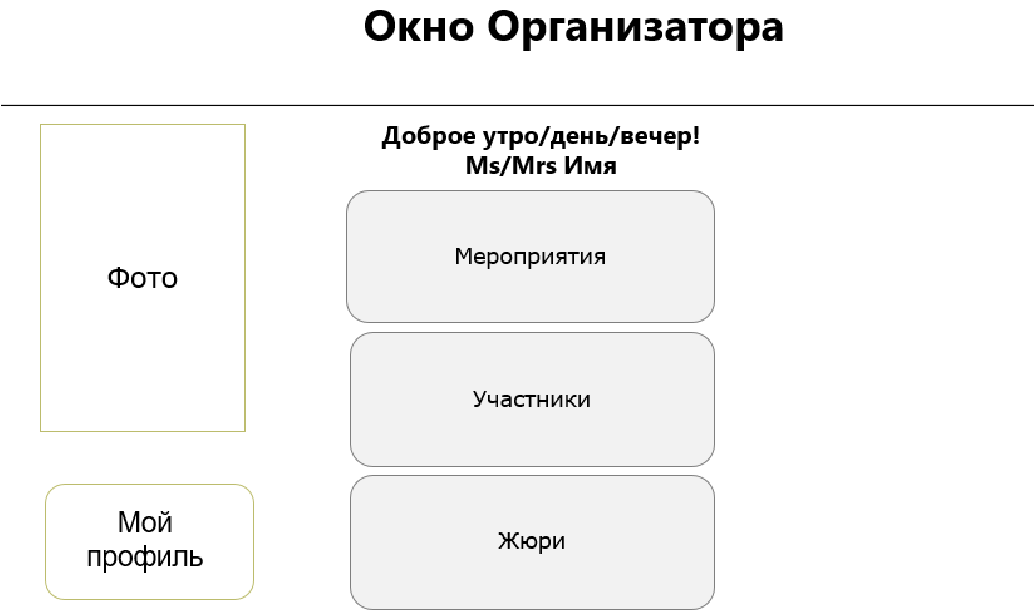 Окно Организатора
Доброе утро/день/вечер!
Ms/Mrs Имя
Фото
Мероприятия
Участники
Мой
профиль
Жюри